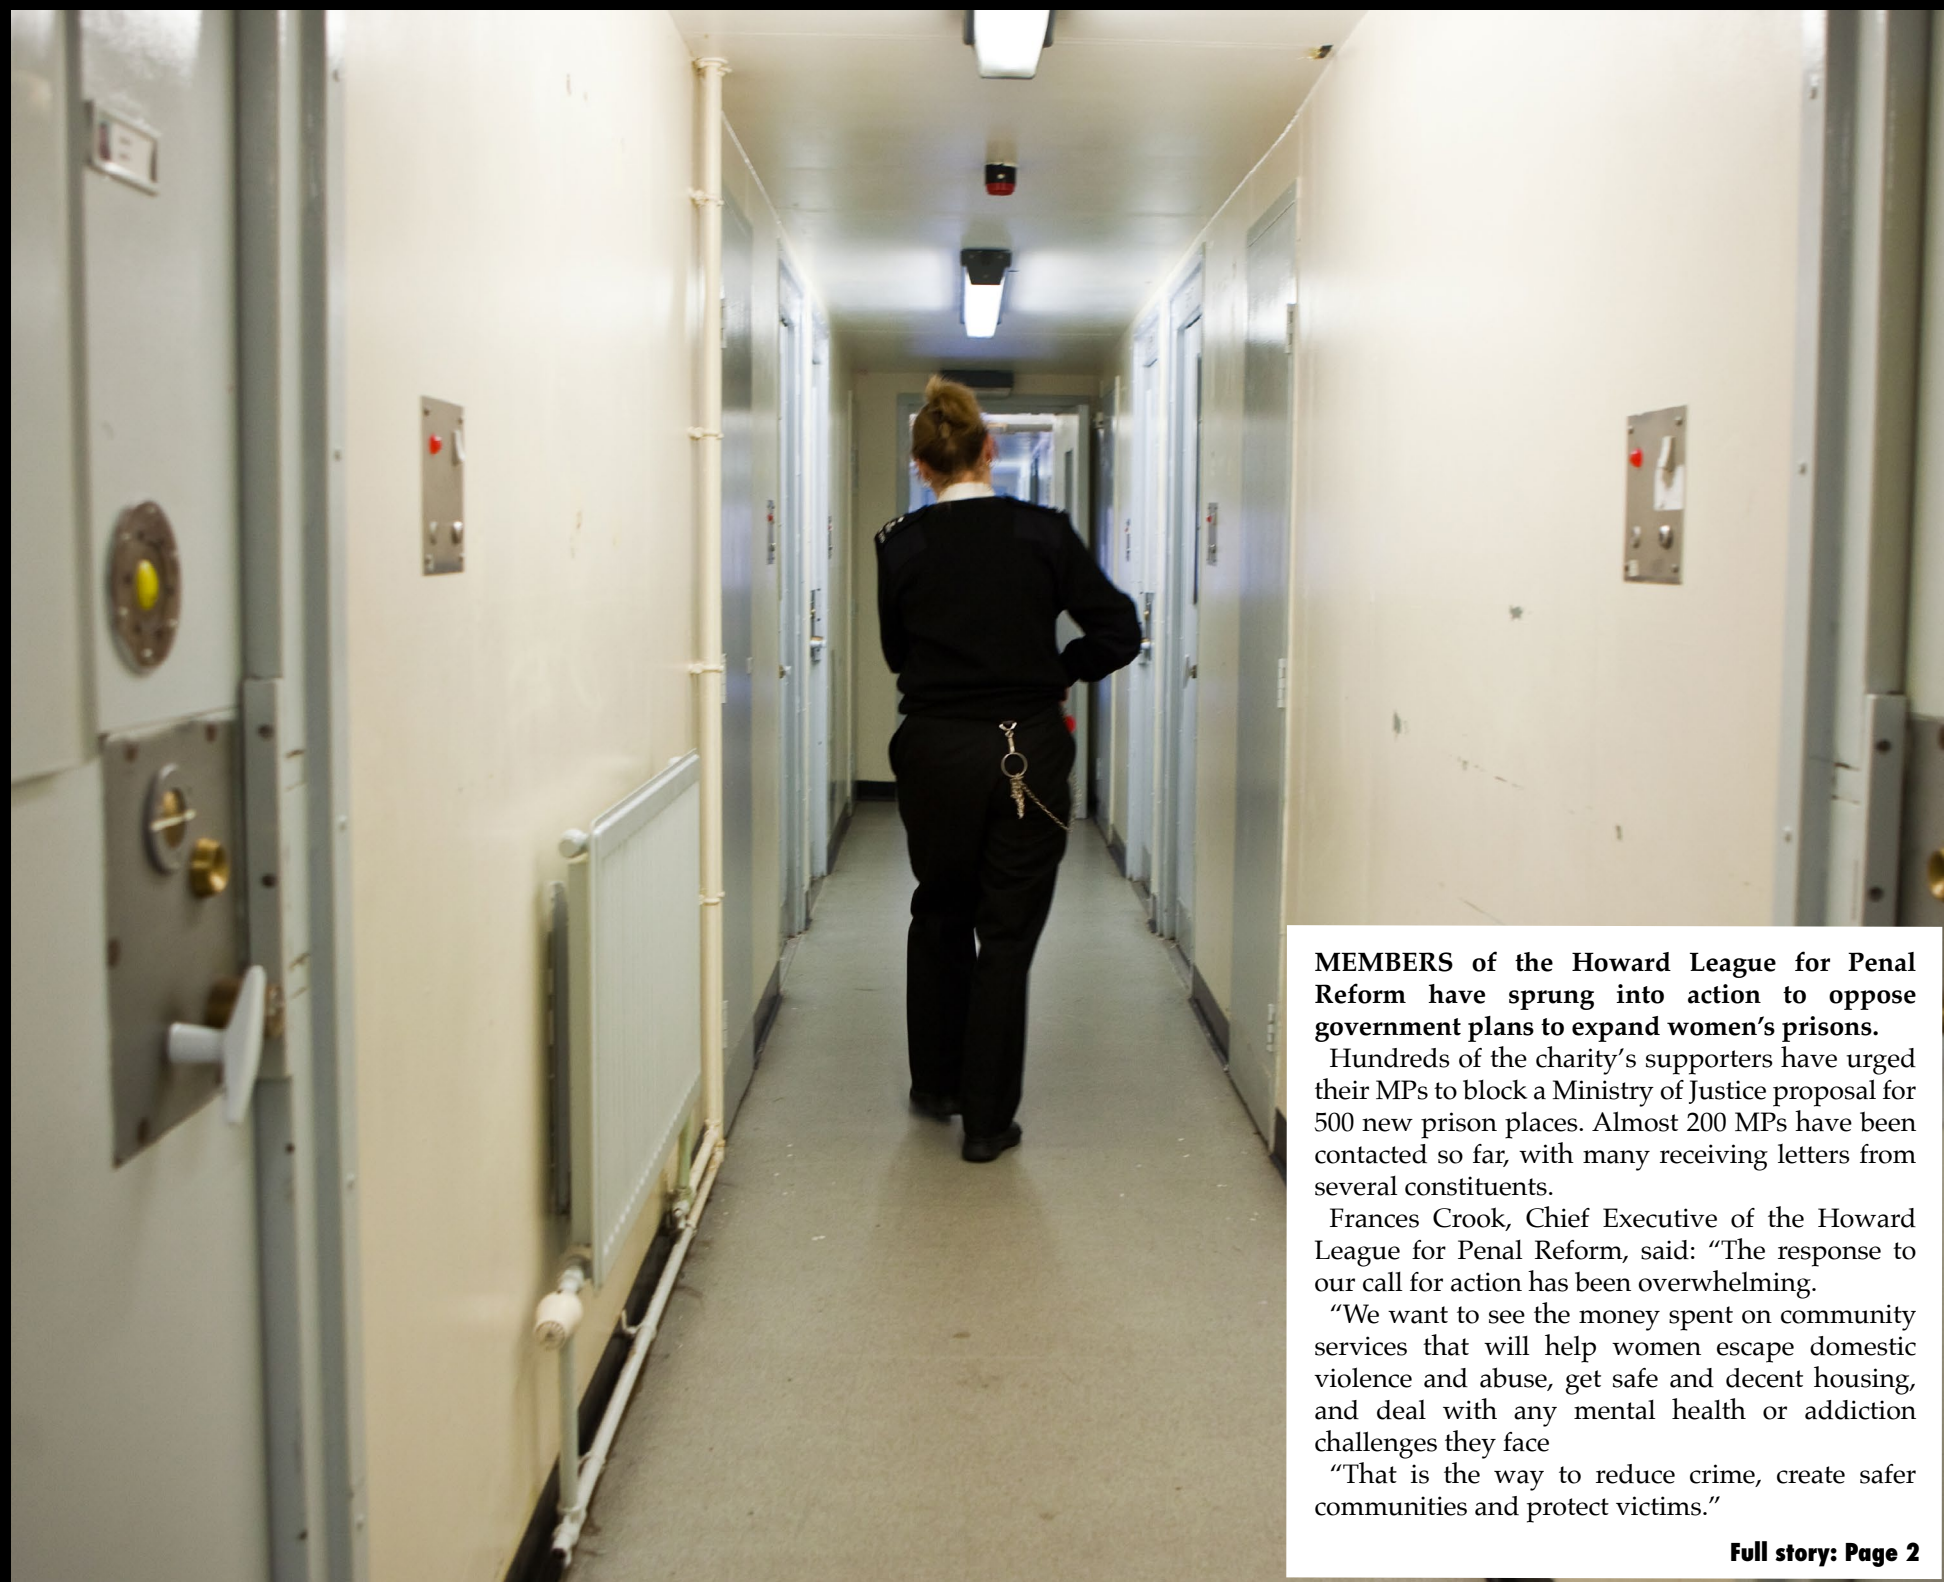 MEMBERS of the Howard League for Penal
Reform have sprung into action to oppose
government plans to expand women’s prisons.
Hundreds of the charity’s supporters have urged
their MPs to block a Ministry of Justice proposal for
500 new prison places. Almost 200 MPs have been
contacted so far, with many receiving letters from
several constituents.
Frances Crook, Chief Executive of the Howard
League for Penal Reform, said: “The response to
our call for action has been overwhelming.
“We want to see the money spent on community
services that will help women escape domestic
violence and abuse, get safe and decent housing,
and deal with any mental health or addiction
challenges they face
“That is the way to reduce crime, create safer
communities and protect victims.”
Full story: Page 2